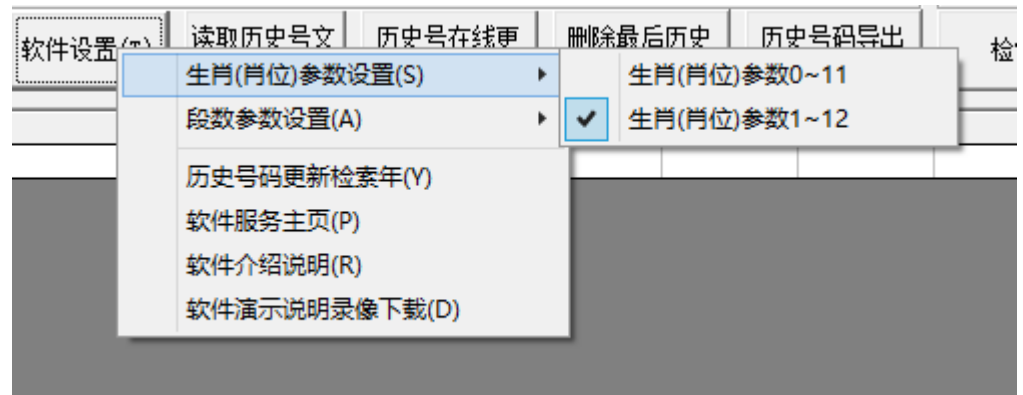 软件设置(T)
读取历史号文
历史号在线更
删除最后历史
历史号码导出
检
生肖(肖位)参数设置(S)
生肖(肖位)参数0~11
段数参数设置(A)
生肖(肖位)参数1~12
历史号码更新检索年(Y)
软件服务主页(P)
软件介绍说明(R)
软件演示说明录像下载(D)